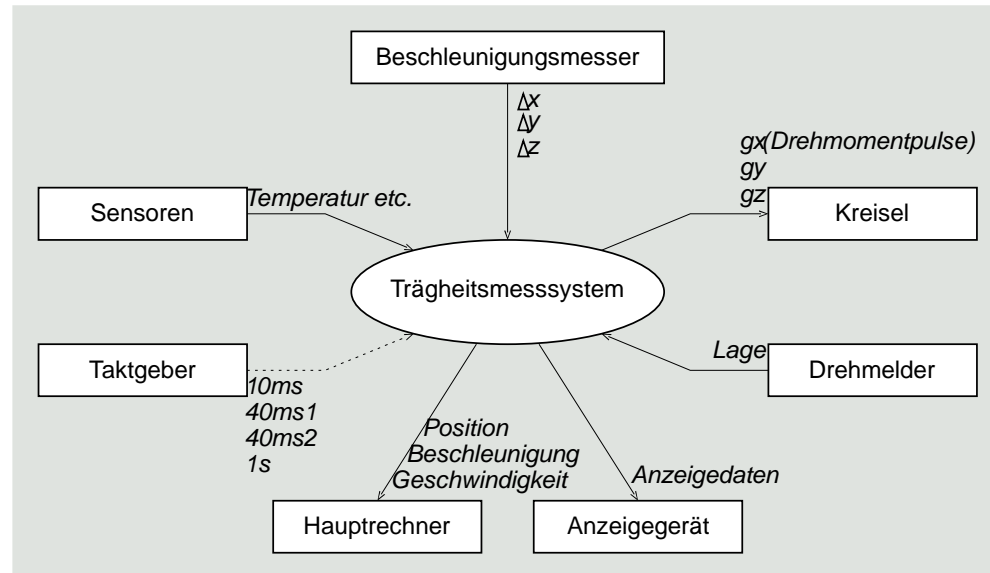 Beschleunigungsmesser
Δx
Δy
Δz
gx(Drehmomentpulse)
gy
gz
Temperatur etc.
Sensoren
Kreisel
Trägheitsmesssystem
Lage
Taktgeber
Drehmelder
10ms
40ms1
40ms2
1s
Position
Beschleunigung
Geschwindigkeit
Anzeigedaten
Hauptrechner
Anzeigegerät